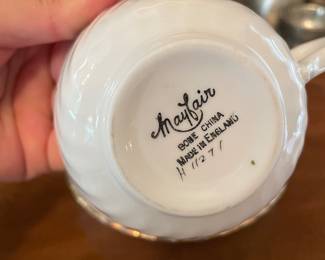 Mayfair
BONE CHINA
MADE IN ENGLAND
H 11271